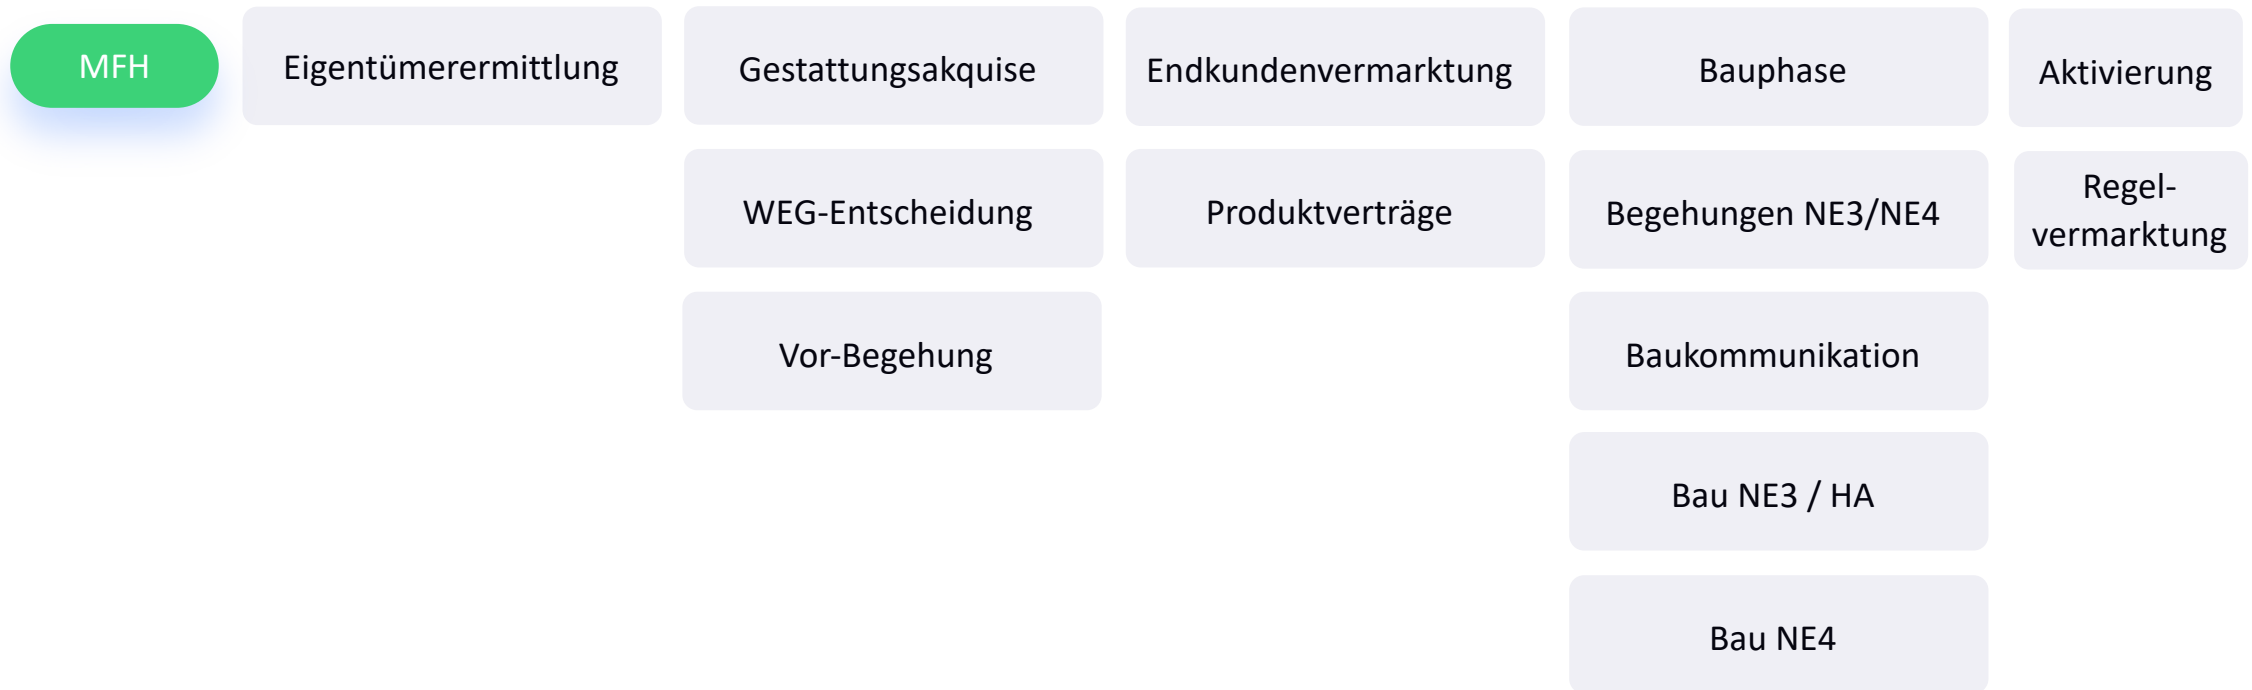 MFH
Eigentümerermittlung
Gestattungsakquise
Endkundenvermarktung
Bauphase
Aktivierung
WEG-Entscheidung
Produktverträge
Begehungen NE3/NE4
Regel-
vermarktung
Vor-Begehung
Baukommunikation
Bau NE3 / HA
Bau NE4